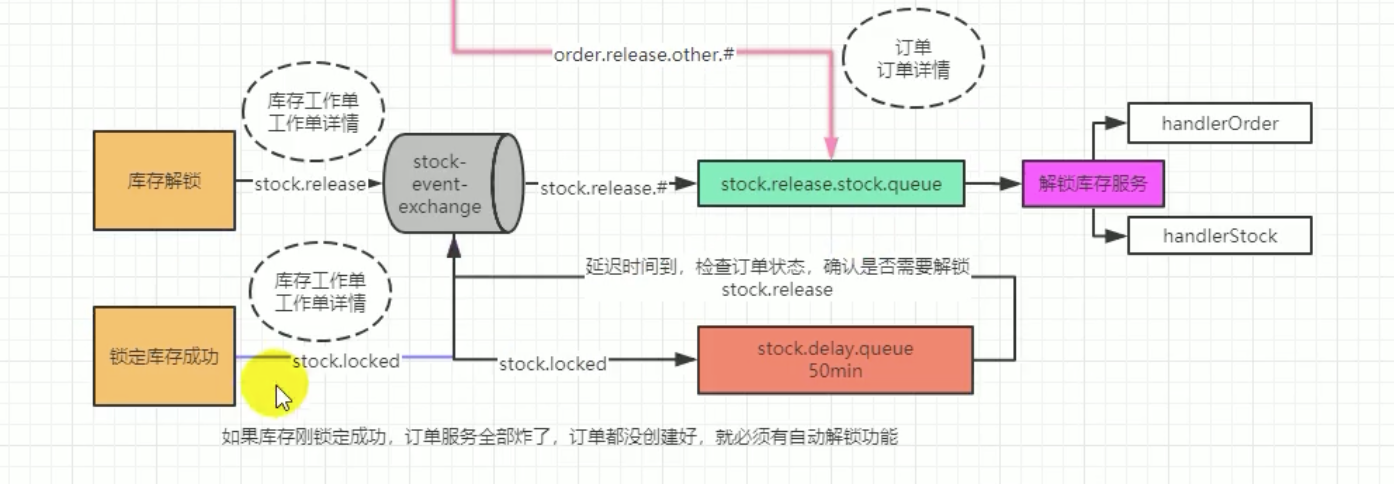 order.release.other.#
订单
订单详情
库存工作单
工作单详情
handlerOrder
库存解锁
stock.release
stock-
event-
exchange
stock.release.#
stock.release.stock.queue
解锁库存服务
handlerStock
库存工作单
工作单详情
延迟时间到，检查订单状态，确认是否需要解锁
stock.release
锁定库存成功
stock.locked
stock.locked
stock.delay.queue
50min
如果库存刚锁定成功，订单服务全部炸了，订单都没创建好，就必须有自动解锁功能